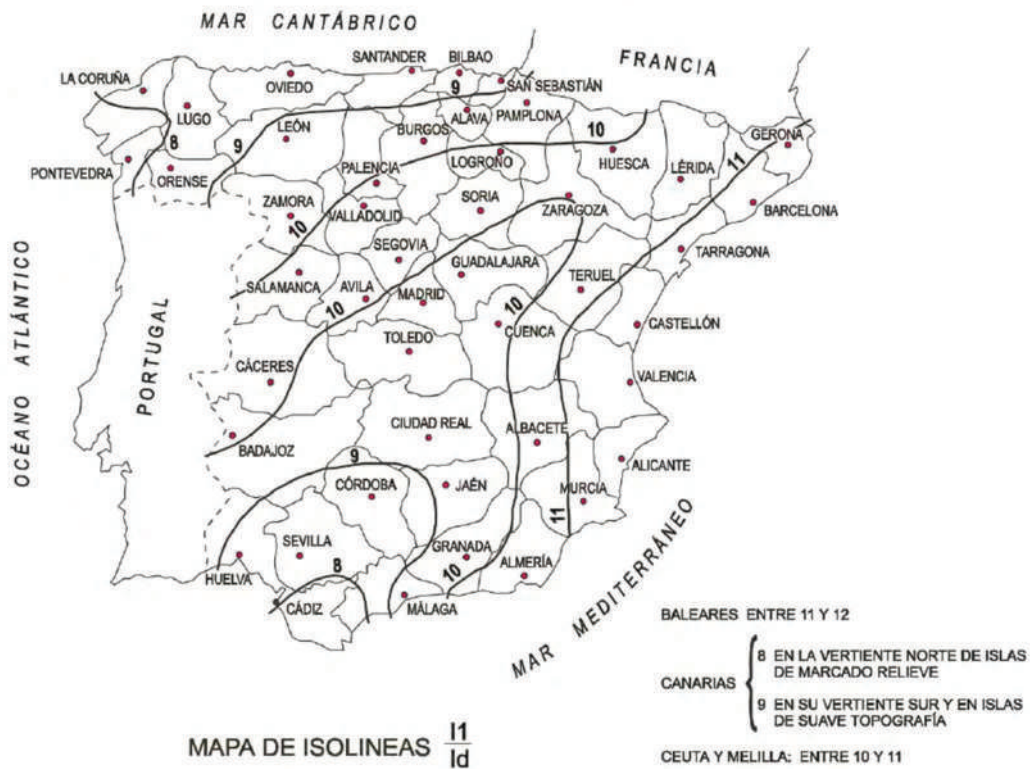 MAR CANTÁBRICO
FRANCIA
OCÉANO ATLÁNTICO
PORTUGAL
MAR MEDITERRÁNEO
LA CORUÑA
LUGO
OVIEDO
SANTANDER
BILBAO
SAN SEBASTIÁN
PONTEVEDRA
ORENSE
LEÓN
PALENCIA
BURGOS
ALAVA
PAMPLONA
LOGROÑO
HUESCA
LÉRIDA
GERONA
BARCELONA
TARRAGONA
ZAMORA
VALLADOLID
SORIA
ZARAGOZA
SEGOVIA
SALAMANCA
AVILA
MADRID
GUADALAJARA
TERUEL
CASTELLÓN
CUENCA
TOLEDO
CÁCERES
VALENCIA
BADAJOZ
CIUDAD REAL
ALBACETE
ALICANTE
CÓRDOBA
JAÉN
MURCIA
SEVILLA
HUELVA
GRANADA
ALMERÍA
CÁDIZ
MÁLAGA
8
9
9
10
10
11
10
10
9
8
10
11
BALEARES ENTRE 11 Y 12
CANARIAS
8 EN LA VERTIENTE NORTE DE ISLAS
DE MARCADO RELIEVE
9 EN SU VERTIENTE SUR Y EN ISLAS
DE SUAVE TOPOGRAFÍA
CEUTA Y MELILLA: ENTRE 10 Y 11
MAPA DE ISOLINEAS I1
Id